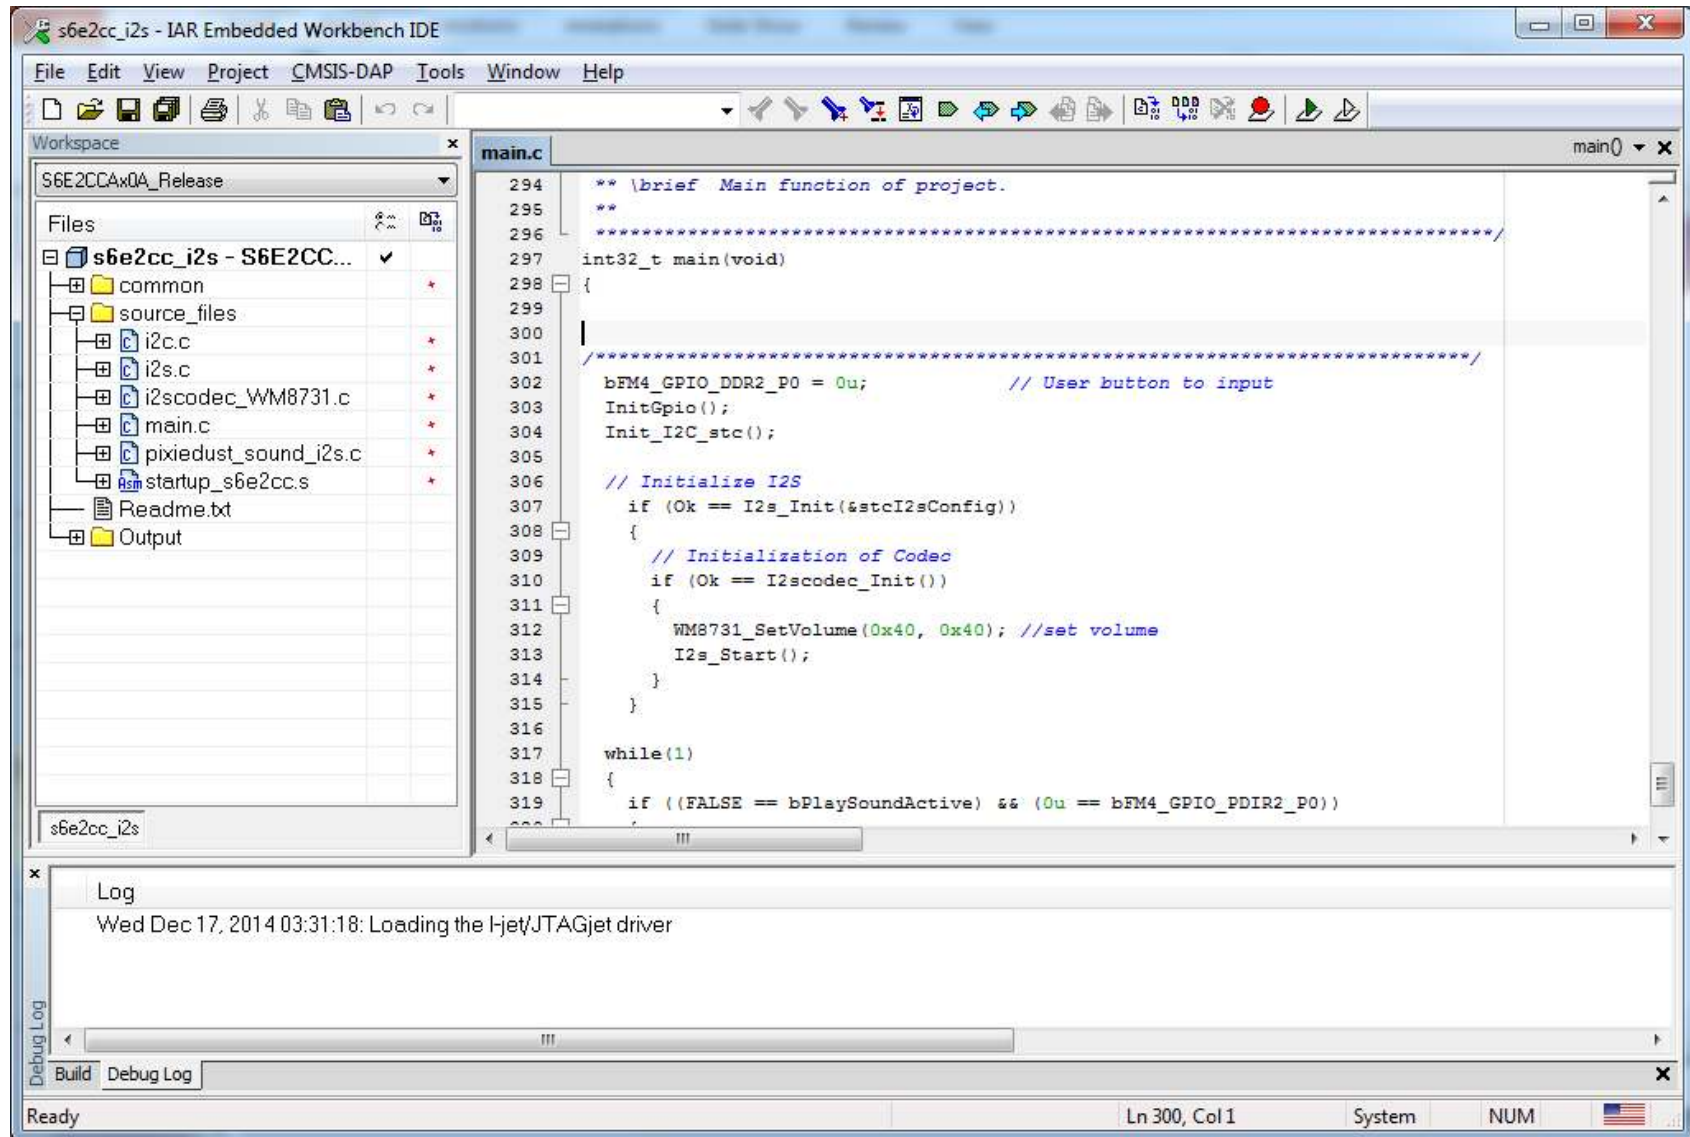 s6e2cc_i2s - IAR Embedded Workbench IDE
File Edit View Project CMSIS-DAP Tools Window Help
Workspace
S6E2CCAx0A_Release
Files
s6e2cc_i2s - S6E2CC...
common
source_files
i2c.c
i2s.c
i2scodec_WM8731.c
main.c
pixiedust_sound_i2s.c
startup_s6e2cc.s
Readme.txt
Output
s6e2cc_i2s
main.c
main()
294 ** \brief Main function of project.
295 **
296 ******************************************************************************/
297 int32_t main(void)
298 {
299
300
301 /****************************************************************************/
302 bFM4_GPIO_DDR2_P0 = 0u; // User button to input
303 InitGpio();
304 Init_I2C_stc();
305
306 // Initialize I2S
307 if (Ok == I2s_Init(&stcI2sConfig))
308 {
309 // Initialization of Codec
310 if (Ok == I2scodec_Init())
311 {
312 WM8731_SetVolume(0x40, 0x40); //set volume
313 I2s_Start();
314 }
315 }
316
317 while(1)
318 {
319 if ((FALSE == bPlaySoundActive) && (0u == bFM4_GPIO_PDIR2_P0))
Log
Wed Dec 17, 2014 03:31:18: Loading the I-jet/JTAGjet driver
Debug Log
Build Debug Log
Ready Ln 300, Col 1 System NUM